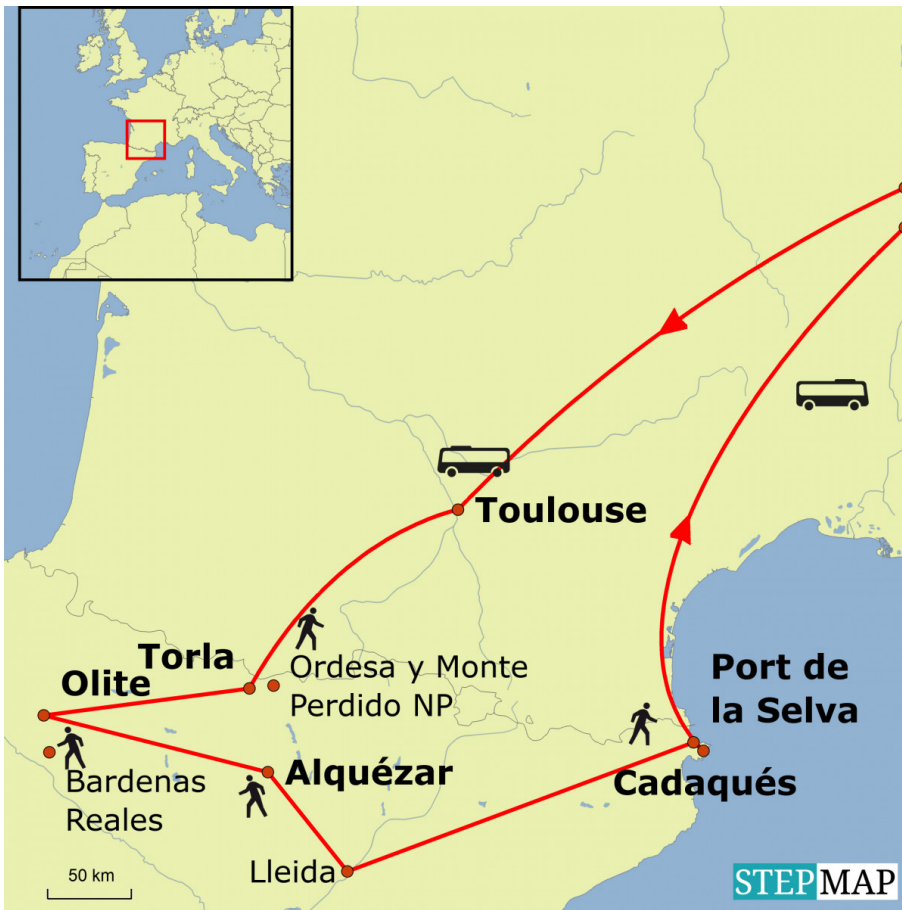 Toulouse
Torla
Ordesa y Monte
Perdido NP
Olite
Port de
la Selva
Bardenas
Reales
Alquézar
Cadaqués
Lleida
50 km
STEPMAP